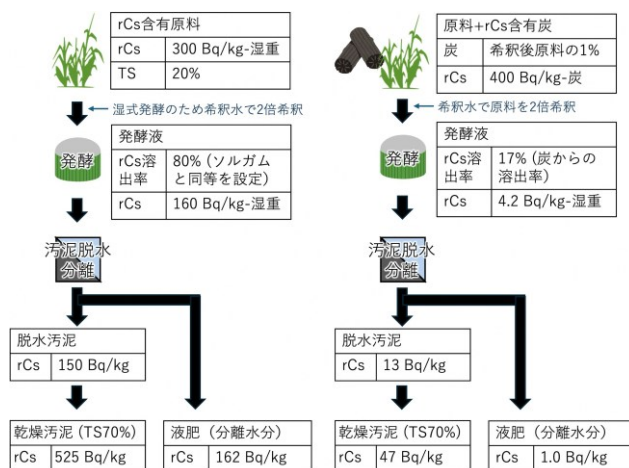 rCs含有原料
rCs 300 Bq/kg-湿重
TS 20%
湿式発酵のため希釈水で2倍希釈
発酵
発酵液
rCs溶出率 80% (ソルガムと同等を設定)
rCs 160 Bq/kg-湿重
汚泥脱水
分離
脱水汚泥
rCs 150 Bq/kg
乾燥汚泥 (TS70%)
rCs 525 Bq/kg
液肥（分離水分）
rCs 162 Bq/kg
原料+rCs含有炭
炭 希釈後原料の1%
rCs 400 Bq/kg-炭
希釈水で原料を2倍希釈
発酵
発酵液
rCs溶出率 17% (炭からの溶出率)
rCs 4.2 Bq/kg-湿重
汚泥脱水
分離
脱水汚泥
rCs 13 Bq/kg
乾燥汚泥 (TS70%)
rCs 47 Bq/kg
液肥（分離水分）
rCs 1.0 Bq/kg